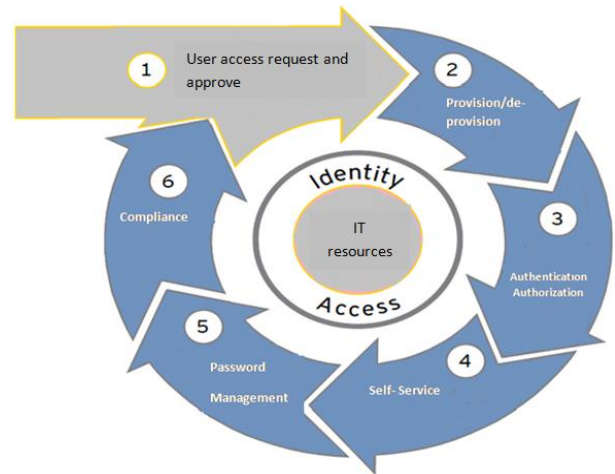 1
User access request and
approve
2
Provision/de-
provision
3
Authentication
Authorization
4
Self- Service
5
Password
Management
6
Compliance
Identity
IT
resources
Access